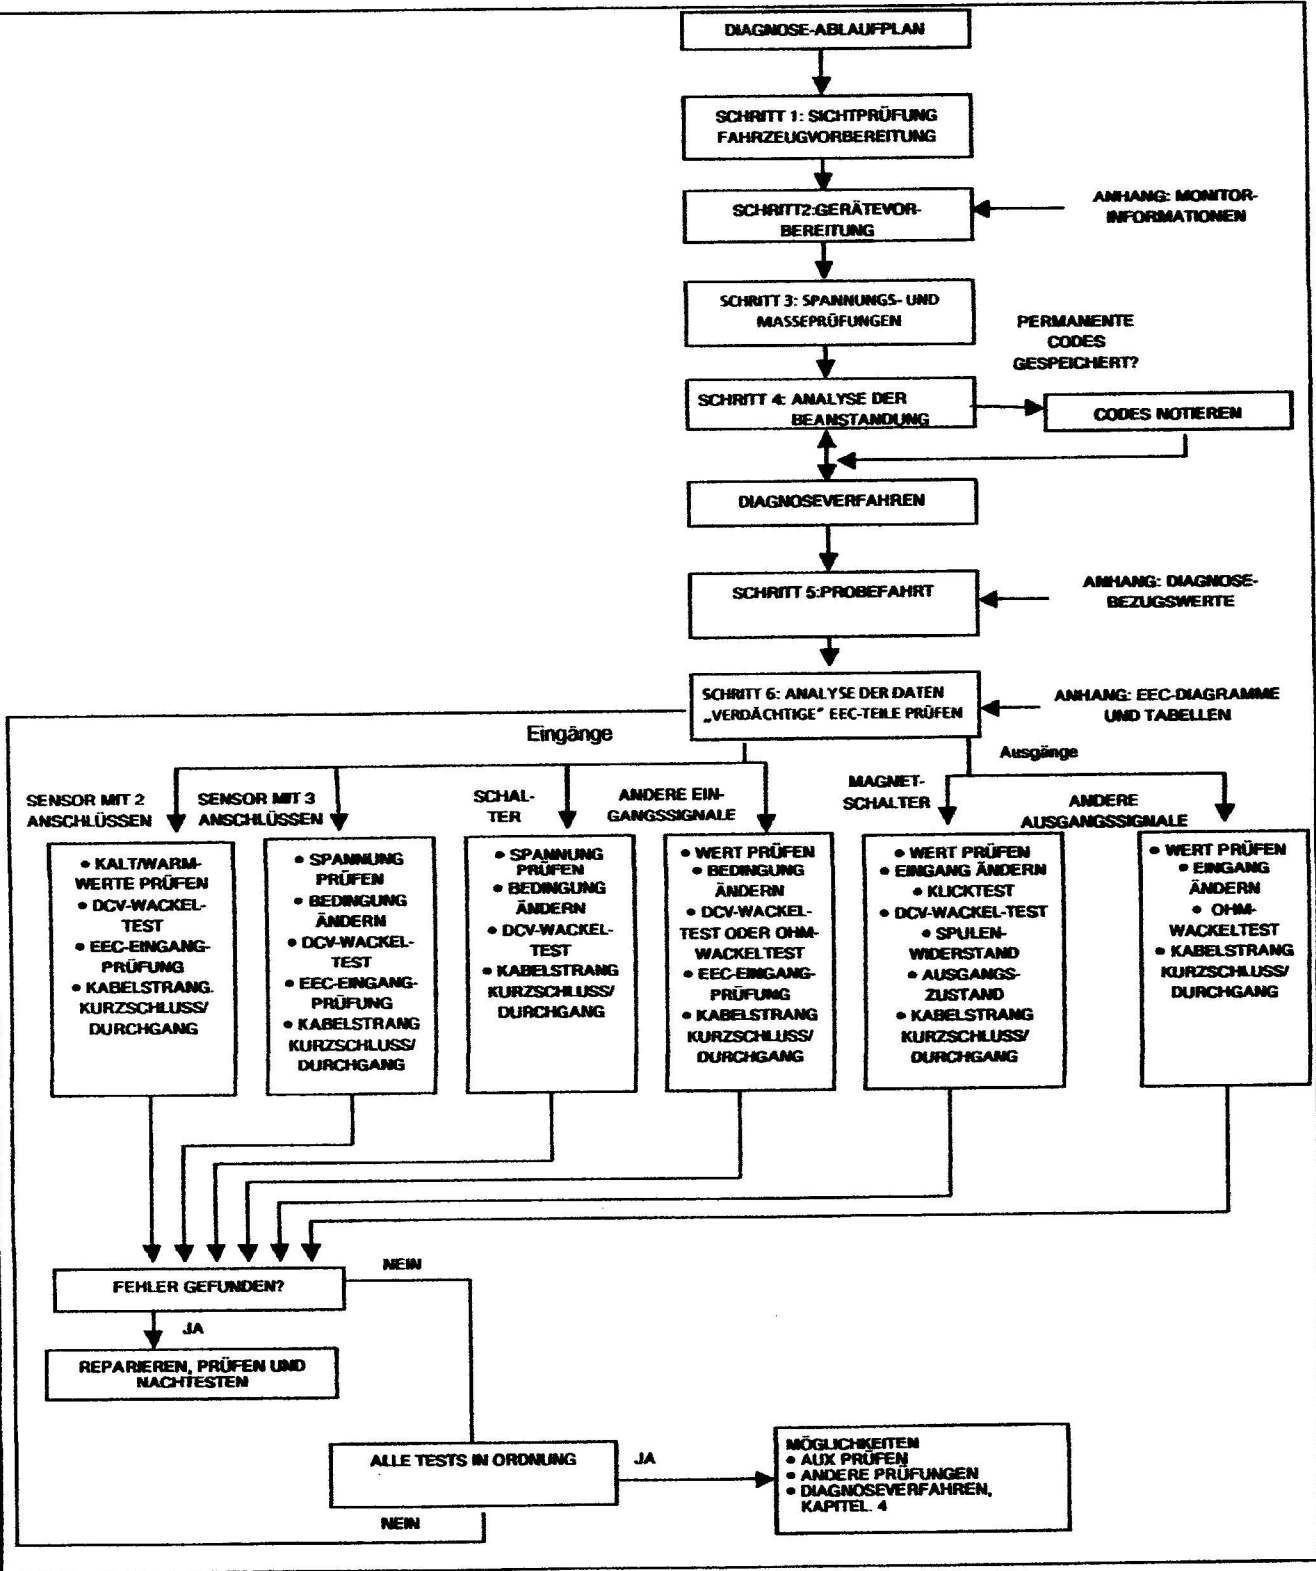 DIAGNOSE-ABLAUFPLAN
SCHRITT 1: SICHTPRÜFUNG
FAHRZEUGVORBEREITUNG
SCHRITT2:GERÄTEVOR-
BEREITUNG
ANHANG: MONITOR-
INFORMATIONEN
SCHRITT 3: SPANNUNGS- UND
MASSEPRÜFUNGEN
PERMANENTE
CODES
GESPEICHERT?
SCHRITT 4: ANALYSE DER
BEANSTANDUNG
CODES NOTIEREN
DIAGNOSEVERFAHREN
SCHRITT 5:PROBEFAHRT
ANHANG: DIAGNOSE-
BEZUGSWERTE
SCHRITT 6: ANALYSE DER DATEN
„VERDÄCHTIGE" EEC-TEILE PRÜFEN
ANHANG: EEC-DIAGRAMME
UND TABELLEN
Eingänge
Ausgänge
SENSOR MIT 2
ANSCHLÜSSEN
SENSOR MIT 3
ANSCHLÜSSEN
SCHAL-
TER
ANDERE EIN-
GANGSSIGNALE
MAGNET-
SCHALTER
ANDERE
AUSGANGSSIGNALE
• KALT/WARM-
WERTE PRÜFEN
• DCV-WACKEL-
TEST
• EEC-EINGANG-
PRÜFUNG
• KABELSTRANG.
KURZSCHLUSS/
DURCHGANG
• SPANNUNG
PRÜFEN
• BEDINGUNG
ÄNDERN
• DCV-WACKEL-
TEST
• EEC-EINGANG-
PRÜFUNG
• KABELSTRANG
KURZSCHLUSS/
DURCHGANG
• SPANNUNG
PRÜFEN
• BEDINGUNG
ÄNDERN
• DCV-WACKEL-
TEST
• KABELSTRANG
KURZSCHLUSS/
DURCHGANG
• WERT PRÜFEN
• BEDINGUNG
ÄNDERN
• DCV-WACKEL-
TEST ODER OHM-
WACKELTEST
• EEC-EINGANG-
PRÜFUNG
• KABELSTRANG
KURZSCHLUSS/
DURCHGANG
• WERT PRÜFEN
• EINGANG ÄNDERN
• KLICKTEST
• DCV-WACKEL-TEST
• SPULEN-
WIDERSTAND
• AUSGANGS-
ZUSTAND
• KABELSTRANG
KURZSCHLUSS/
DURCHGANG
• WERT PRÜFEN
• EINGANG
ÄNDERN
• OHM-
WACKELTEST
• KABELSTRANG
KURZSCHLUSS/
DURCHGANG
FEHLER GEFUNDEN?
NEIN
JA
REPARIEREN, PRÜFEN UND
NACHTESTEN
ALLE TESTS IN ORDNUNG
JA
NEIN
MÖGLICHKEITEN
• AUX PRÜFEN
• ANDERE PRÜFUNGEN
• DIAGNOSEVERFAHREN,
KAPITEL. 4